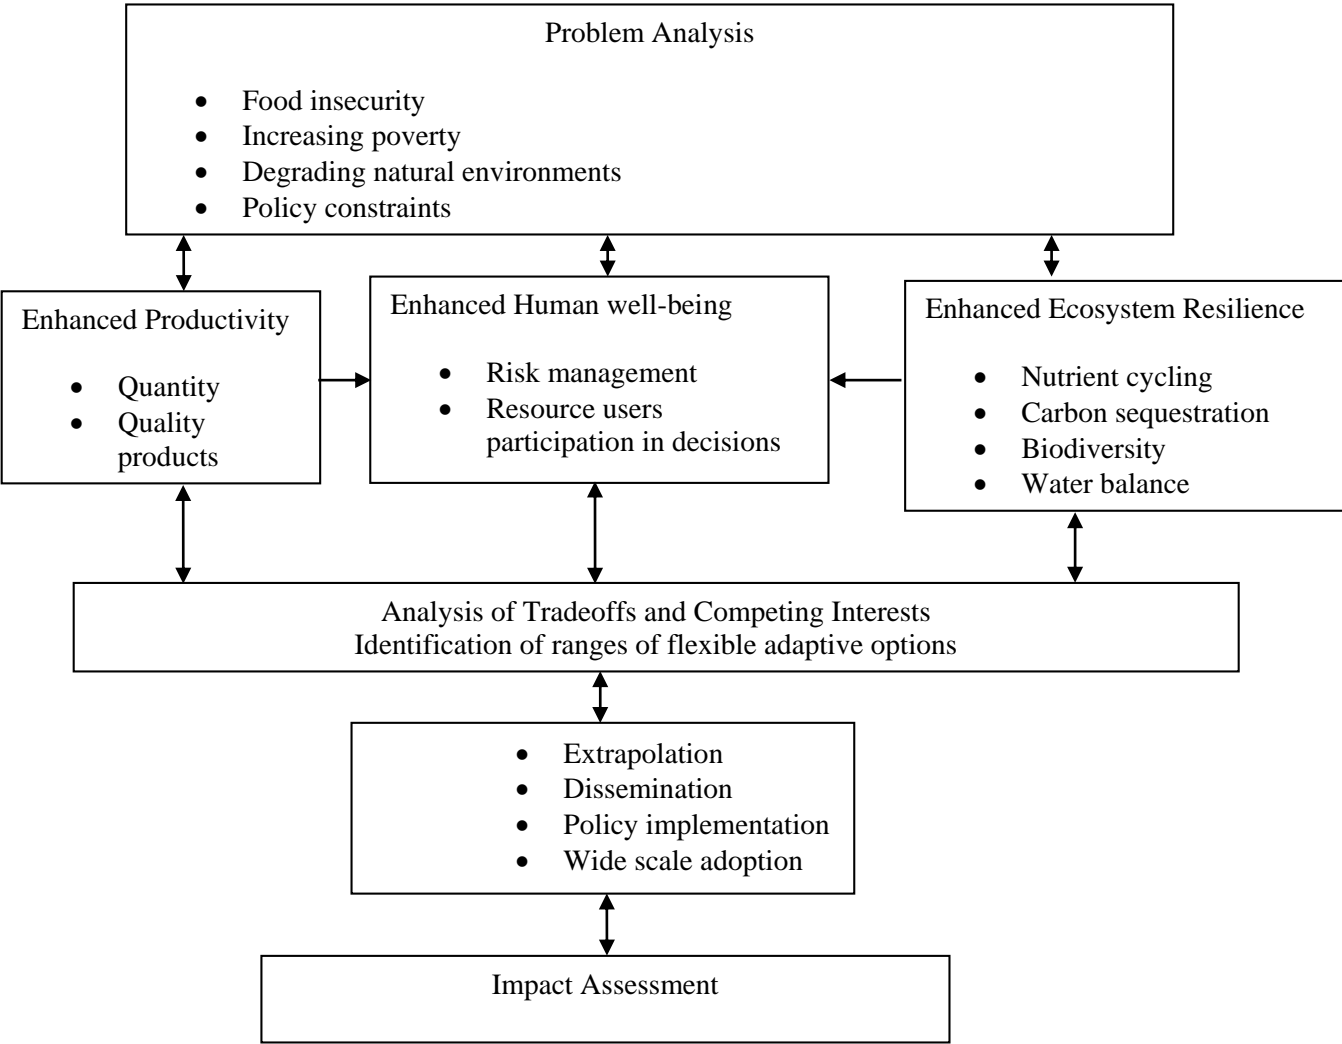 Problem Analysis
• Food insecurity
• Increasing poverty
• Degrading natural environments
• Policy constraints
Enhanced Productivity
• Quantity
• Quality
products
Enhanced Human well-being
• Risk management
• Resource users
participation in decisions
Enhanced Ecosystem Resilience
• Nutrient cycling
• Carbon sequestration
• Biodiversity
• Water balance
Analysis of Tradeoffs and Competing Interests
Identification of ranges of flexible adaptive options
• Extrapolation
• Dissemination
• Policy implementation
• Wide scale adoption
Impact Assessment